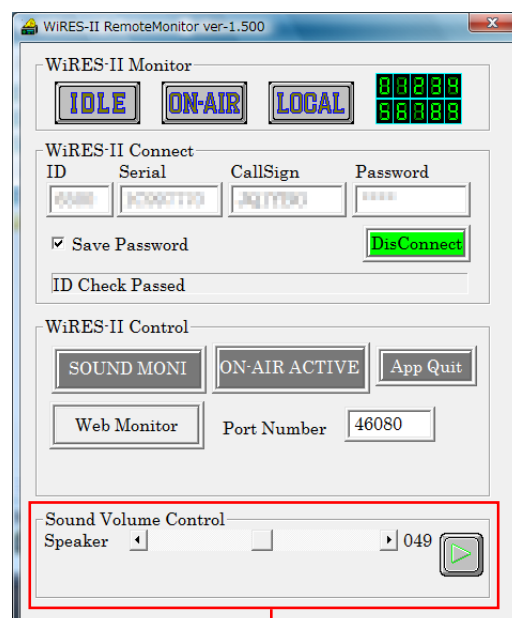 WiRES-II RemoteMonitor ver-1.500
x
WiRES-II Monitor
IDLE ON-AIR LOCAL
WiRES-II Connect
ID Serial CallSign Password
Save Password DisConnect
ID Check Passed
WiRES-II Control
SOUND MONI ON-AIR ACTIVE App Quit
Web Monitor Port Number 46080
Sound Volume Control
Speaker 049